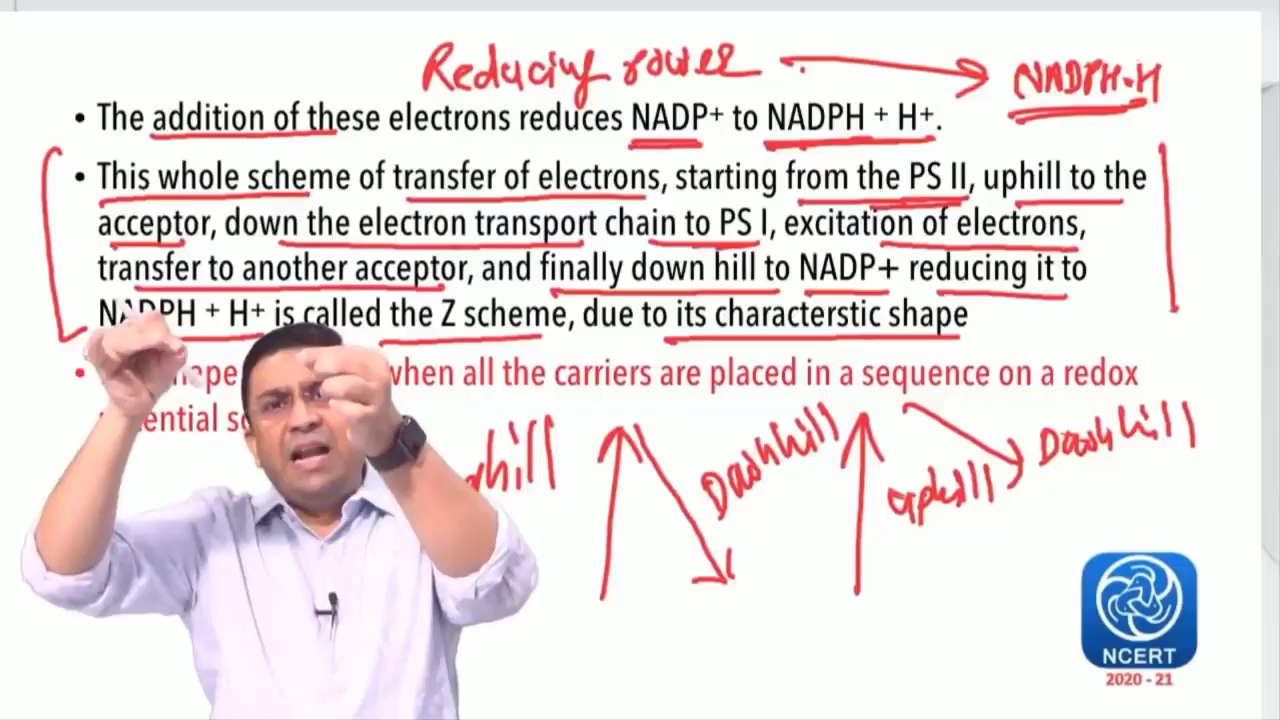 Reducing power
NADPH·H
• The addition of these electrons reduces NADP+ to NADPH + H+.
• This whole scheme of transfer of electrons, starting from the PS II, uphill to the
acceptor, down the electron transport chain to PS I, excitation of electrons,
transfer to another acceptor, and finally down hill to NADP+ reducing it to
NADPH + H+ is called the Z scheme, due to its characterstic shape
• when all the carriers are placed in a sequence on a redox
Downhill
uphill
Downhill
NCERT
2020 - 21